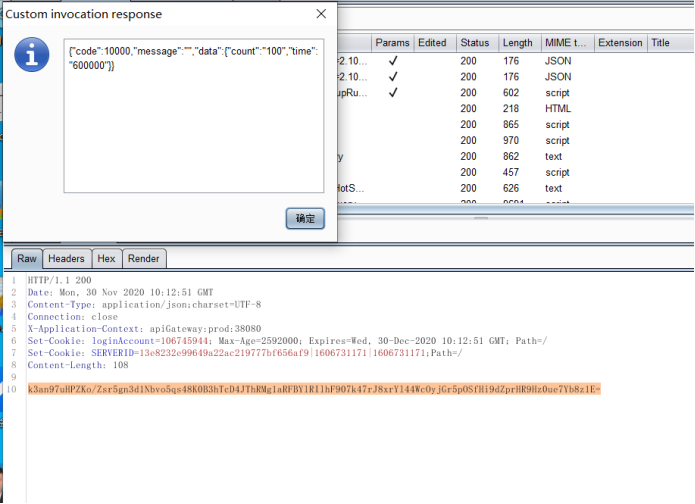 Custom invocation response
{"code":10000,"message":"","data":{"count":"100","time":
"600000"}}
确定
Params Edited Status Length MIME t... Extension Title
=2.10... ✓ 200 176 JSON
=2.10... ✓ 200 176 JSON
upRu... ✓ 200 602 script
200 218 HTML
200 865 script
200 970 script
ry 200 862 text
200 457 script
HotS... 200 626 text
Raw Headers Hex Render
1 HTTP/1.1 200
2 Date: Mon, 30 Nov 2020 10:12:51 GMT
3 Content-Type: application/json;charset=UTF-8
4 Connection: close
5 X-Application-Context: apiGateway:prod:38080
6 Set-Cookie: loginAccount=106745944; Max-Age=2592000; Expires=Wed, 30-Dec-2020 10:12:51 GMT; Path=/
7 Set-Cookie: SERVERID=13e8232e99649a22ac219777bf656af9|1606731171|1606731171;Path=/
8 Content-Length: 108
9
10